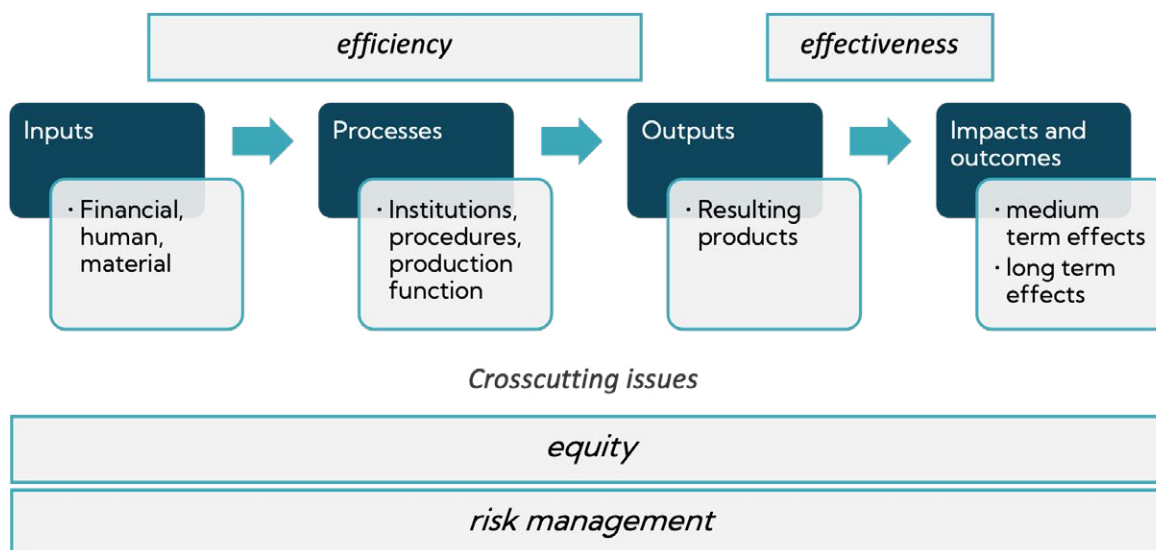 efficiency
effectiveness
Inputs
Processes
Outputs
Impacts and
outcomes
· Financial,
human,
material
· Institutions,
procedures,
production
function
· Resulting
products
· medium
term effects
· long term
effects
Crosscutting issues
equity
risk management